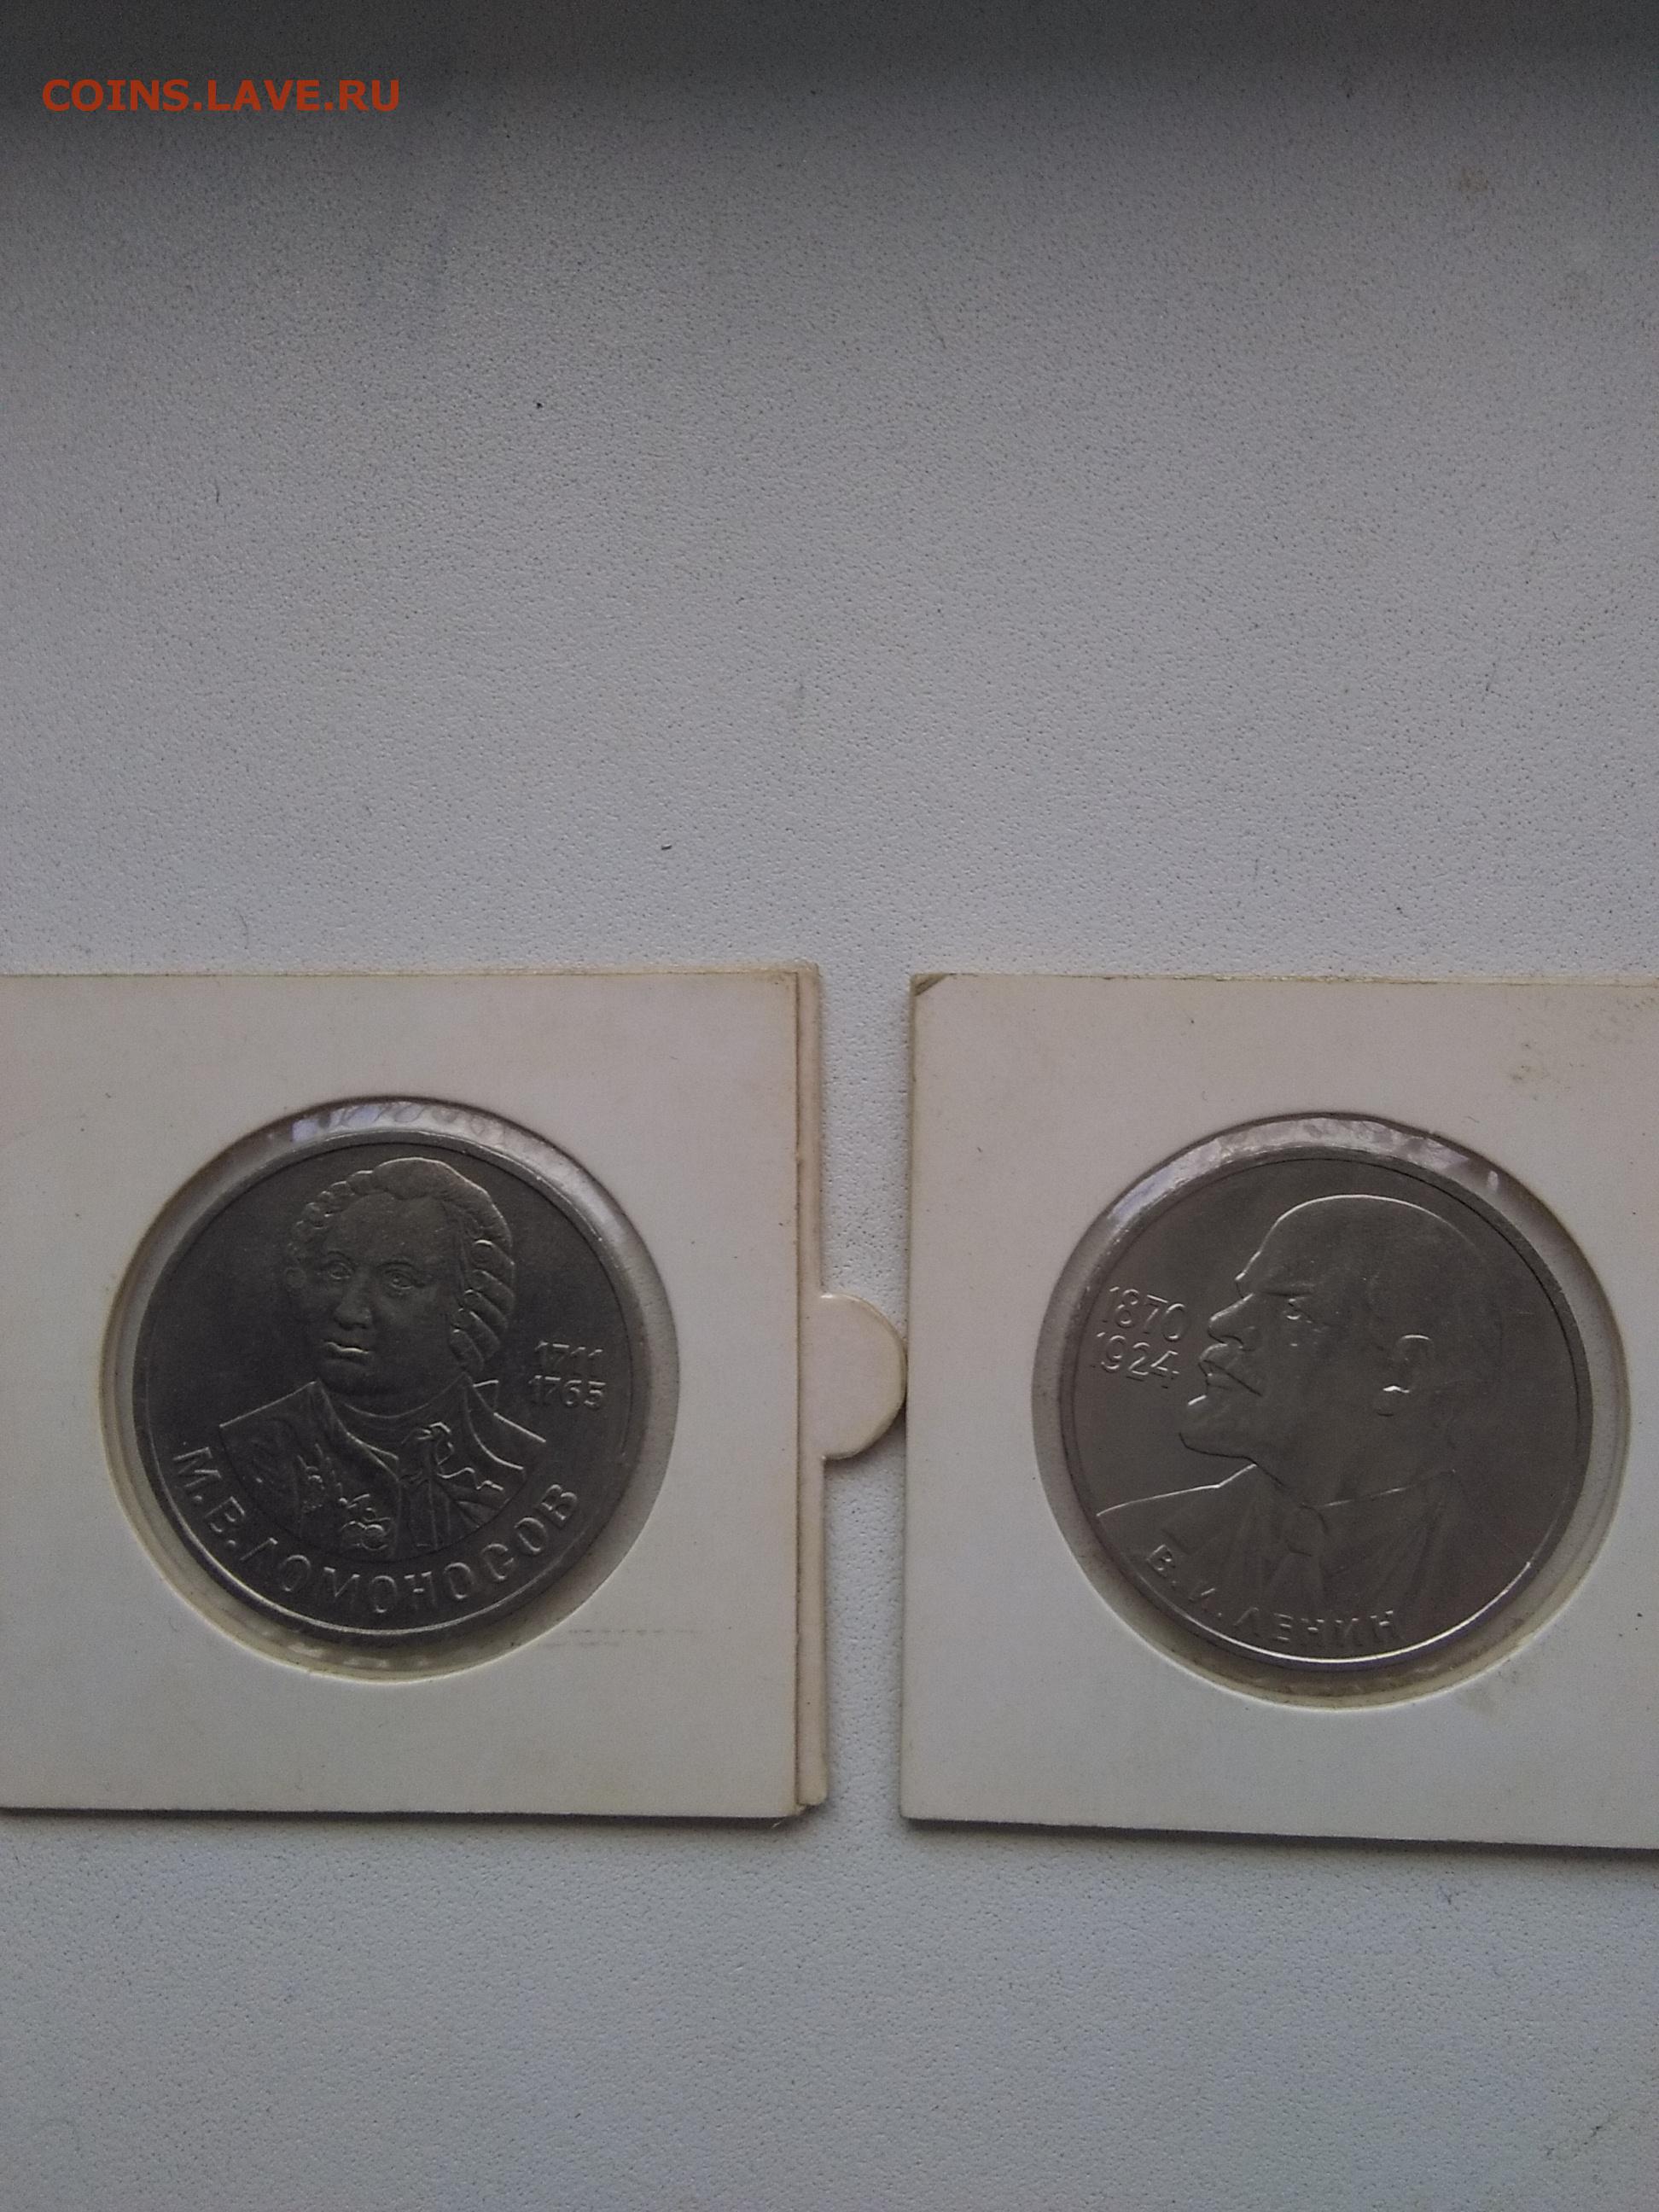 COINS.LAVE.RU
1711
1765
М.В.ЛОМОНОСОВ
1870
1924
В.И.ЛЕНИН